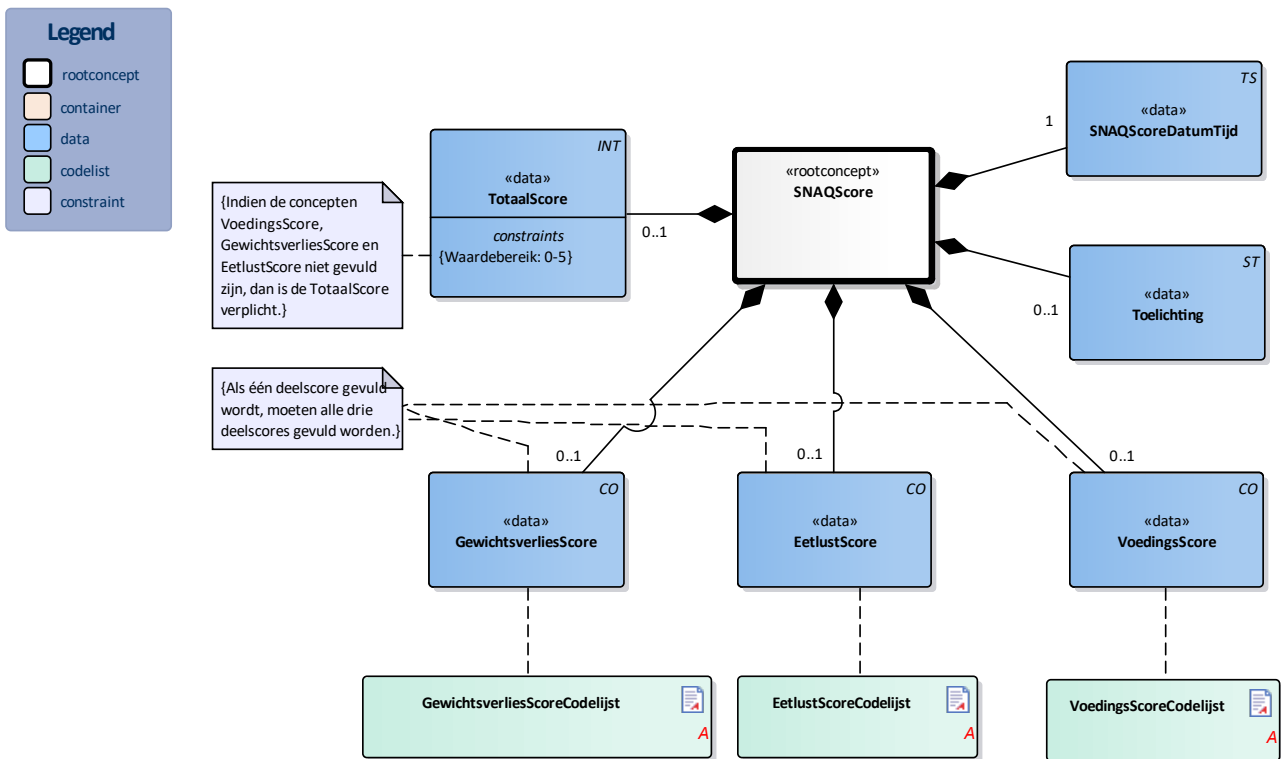 Legend
rootconcept
container
data
codelist
constraint
{Indien de concepten
VoedingsScore,
GewichtsverliesScore en
EetlustScore niet gevuld
zijn, dan is de TotaalScore
verplicht.}
{Als één deelscore gevuld
wordt, moeten alle drie
deelscores gevuld worden.}
INT
«data»
TotaalScore
constraints
{Waardebereik: 0-5}
0..1
«rootconcept»
SNAQScore
1
TS
«data»
SNAQScoreDatumTijd
0..1
ST
«data»
Toelichting
0..1
CO
«data»
GewichtsverliesScore
0..1
CO
«data»
EetlustScore
0..1
CO
«data»
VoedingsScore
GewichtsverliesScoreCodelijst
A
EetlustScoreCodelijst
A
VoedingsScoreCodelijst
A